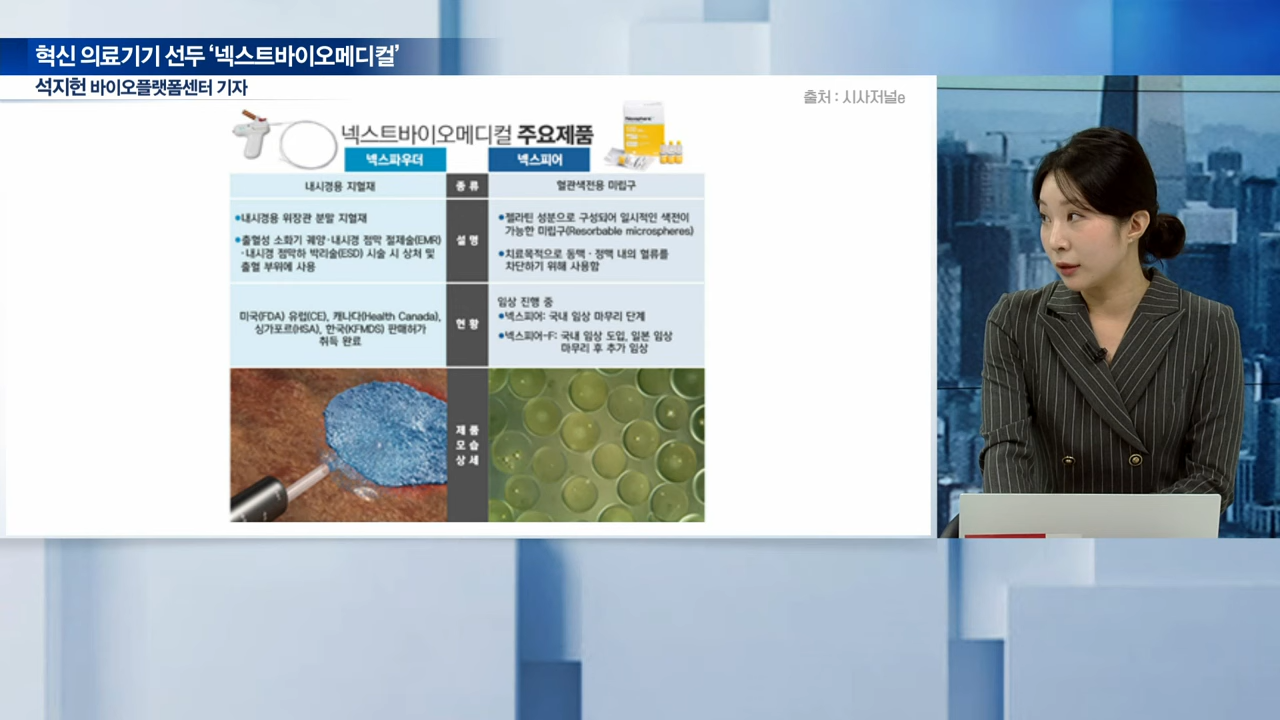 혁신 의료기기 선두 ‘넥스트바이오메디컬’
석지헌 바이오플랫폼센터 기자
출처 : 시사저널e
넥스트바이오메디컬 주요제품
넥스파우더
넥스피어
내시경용 지혈재
종 류
혈관색전용 미립구
•내시경용 위장관 분말 지혈재
•출혈성 소화기 궤양·내시경 점막 절제술(EMR)
·내시경 점막하 박리술(ESD) 시술 시 상처 및
출혈 부위에 사용
설 명
•젤라틴 성분으로 구성되어 일시적인 색전이
가능한 미립구(Resorbable microspheres)
•치료목적으로 동맥·정맥 내의 혈류를
차단하기 위해 사용함
미국(FDA) 유럽(CE), 캐나다(Health Canada),
싱가포르(HSA), 한국(KFMDS) 판매허가
취득 완료
현 황
임상 진행 중
•넥스피어: 국내 임상 마무리 단계
•넥스피어-F: 국내 임상 도입, 일본 임상
마무리 후 추가 임상
제 품
모 습
상 세